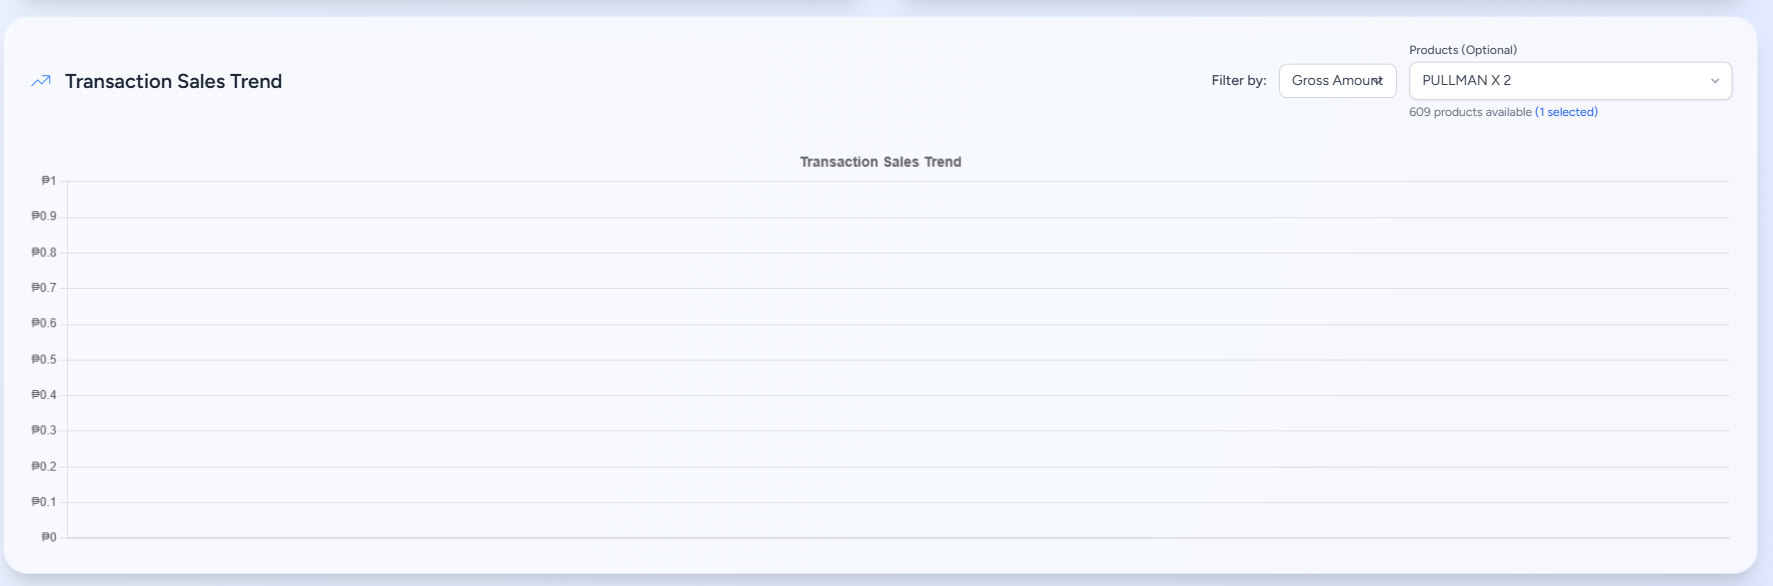 Transaction Sales Trend
Filter by:
Gross Amount
Products (Optional)
PULLMAN X 2
609 products available (1 selected)
Transaction Sales Trend
₱1
₱0.9
₱0.8
₱0.7
₱0.6
₱0.5
₱0.4
₱0.3
₱0.2
₱0.1
₱0